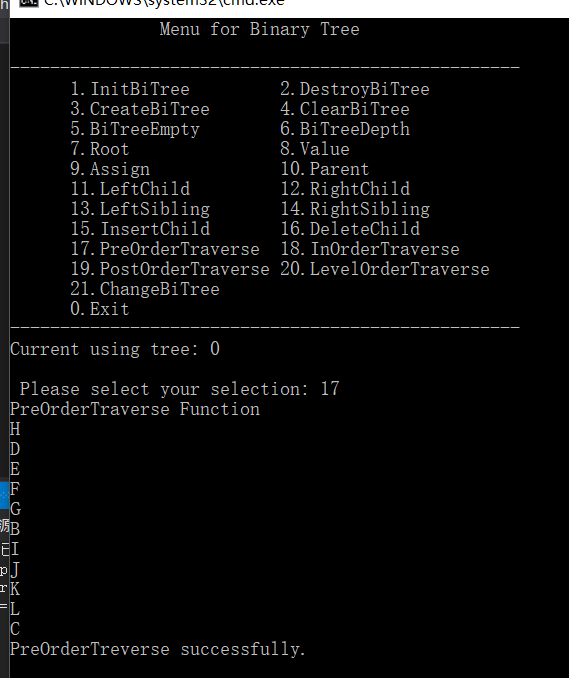 C:\WINDOWS\system32\cmd.exe
Menu for Binary Tree
----------------------------------------------------
1.InitBiTree 2.DestroyBiTree
3.CreateBiTree 4.ClearBiTree
5.BiTreeEmpty 6.BiTreeDepth
7.Root 8.Value
9.Assign 10.Parent
11.LeftChild 12.RightChild
13.LeftSibling 14.RightSibling
15.InsertChild 16.DeleteChild
17.PreOrderTraverse 18.InOrderTraverse
19.PostOrderTraverse 20.LevelOrderTraverse
21.ChangeBiTree
0.Exit
----------------------------------------------------
Current using tree: 0
Please select your selection: 17
PreOrderTraverse Function
H
D
E
F
G
B
I
J
K
L
C
PreOrderTreverse successfully.